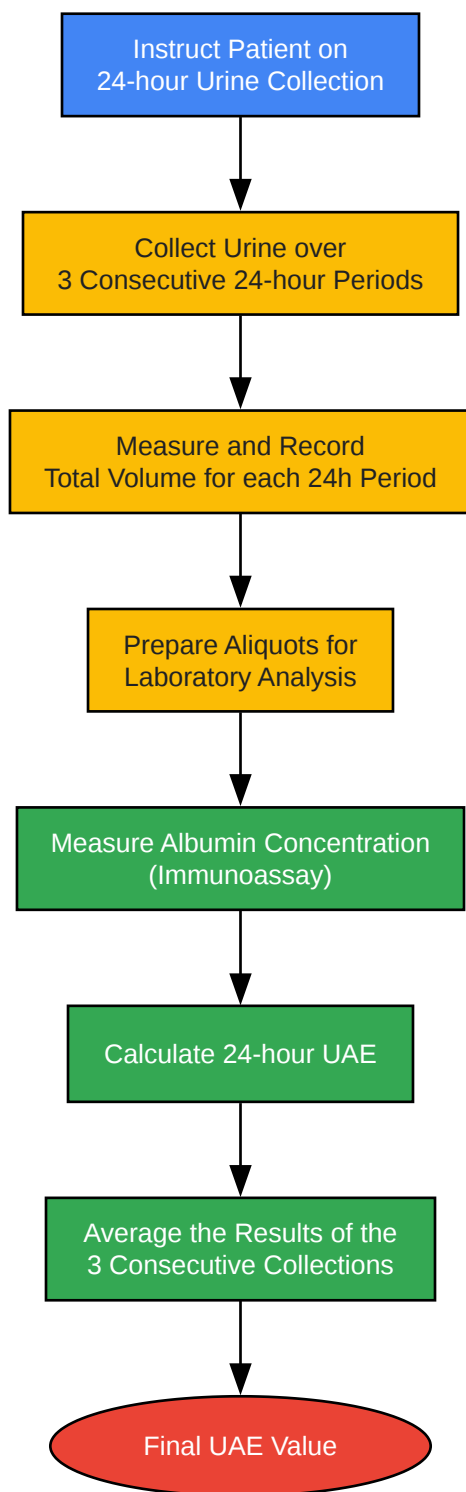 Instruct Patient on
24-hour Urine Collection
Collect Urine over
3 Consecutive 24-hour Periods
Measure and Record
Total Volume for each 24h Period
Prepare Aliquots for
Laboratory Analysis
Measure Albumin Concentration
(Immunoassay)
Calculate 24-hour UAE
Average the Results of the
3 Consecutive Collections
Final UAE Value